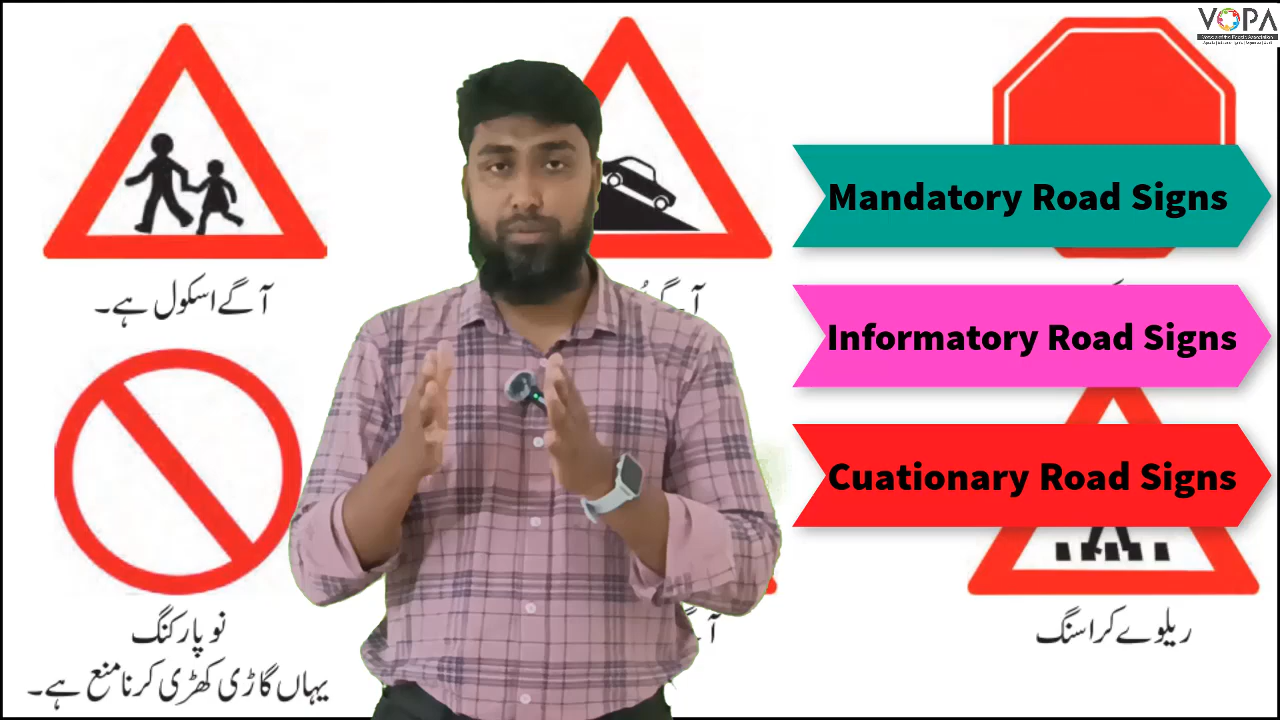 VOPA
Mandatory Road Signs
آگے اسکول ہے۔
Informatory Road Signs
Cuationary Road Signs
نو پارکنگ
یہاں گاڑی کھڑی کرنا منع ہے۔
ریلوے کراسنگ